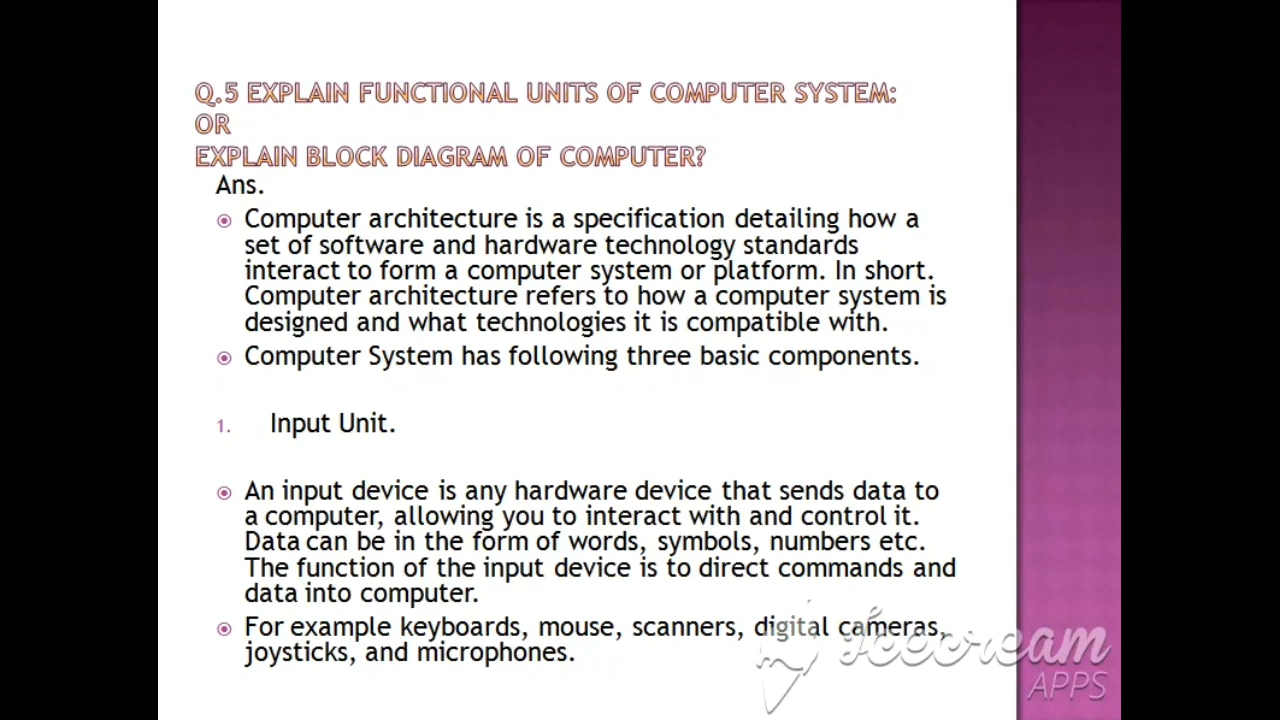 Q.5 EXPLAIN FUNCTIONAL UNITS OF COMPUTER SYSTEM:
OR
EXPLAIN BLOCK DIAGRAM OF COMPUTER?
Ans.
Computer architecture is a specification detailing how a
set of software and hardware technology standards
interact to form a computer system or platform. In short.
Computer architecture refers to how a computer system is
designed and what technologies it is compatible with.
Computer System has following three basic components.
1. Input Unit.
An input device is any hardware device that sends data to
a computer, allowing you to interact with and control it.
Data can be in the form of words, symbols, numbers etc.
The function of the input device is to direct commands and
data into computer.
For example keyboards, mouse, scanners, digital cameras,
joysticks, and microphones.
Icecream
APPS